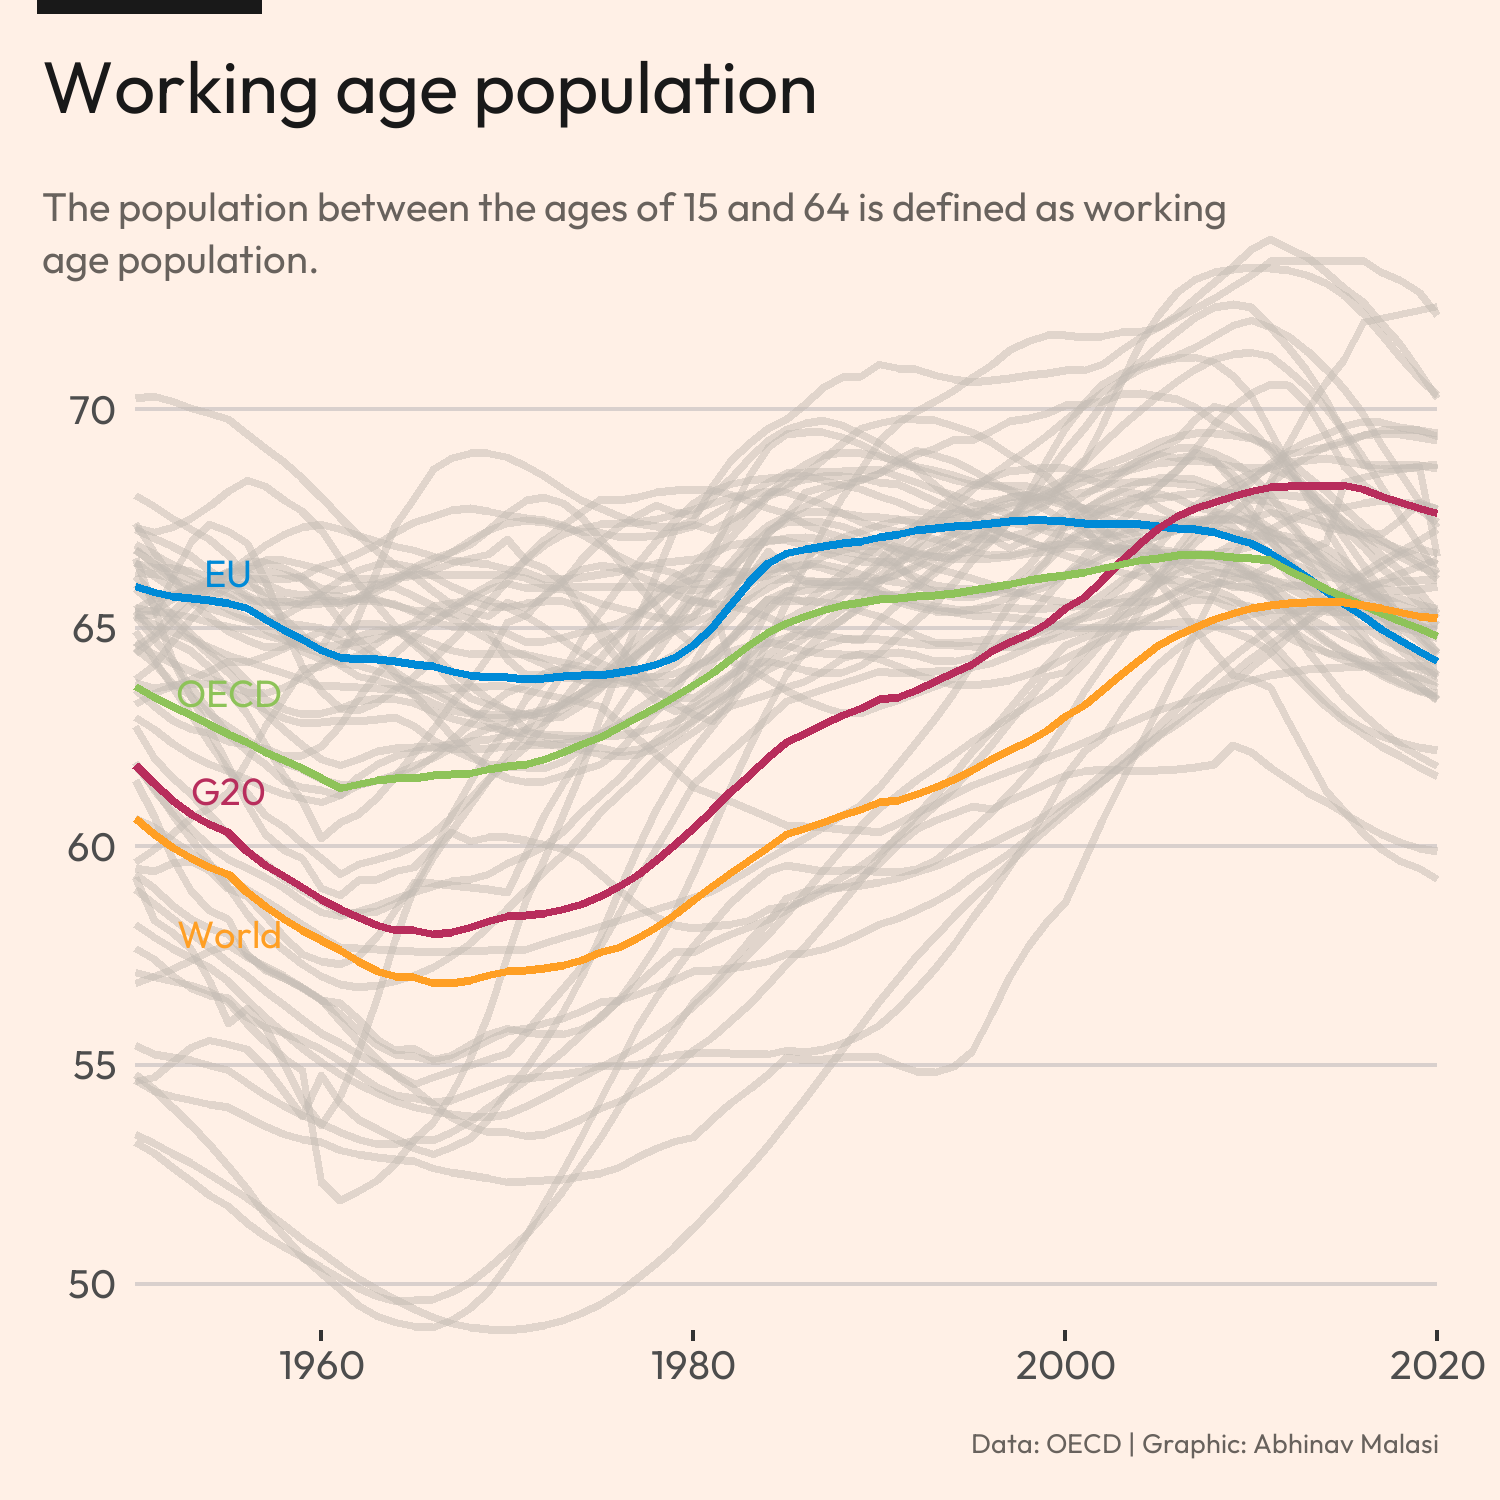 Working age population
The population between the ages of 15 and 64 is defined as working
age population.
70
EU
65
OECD
G20
60
World
55
50
1960 1980 2000 2020
Data: OECD | Graphic: Abhinav Malasi